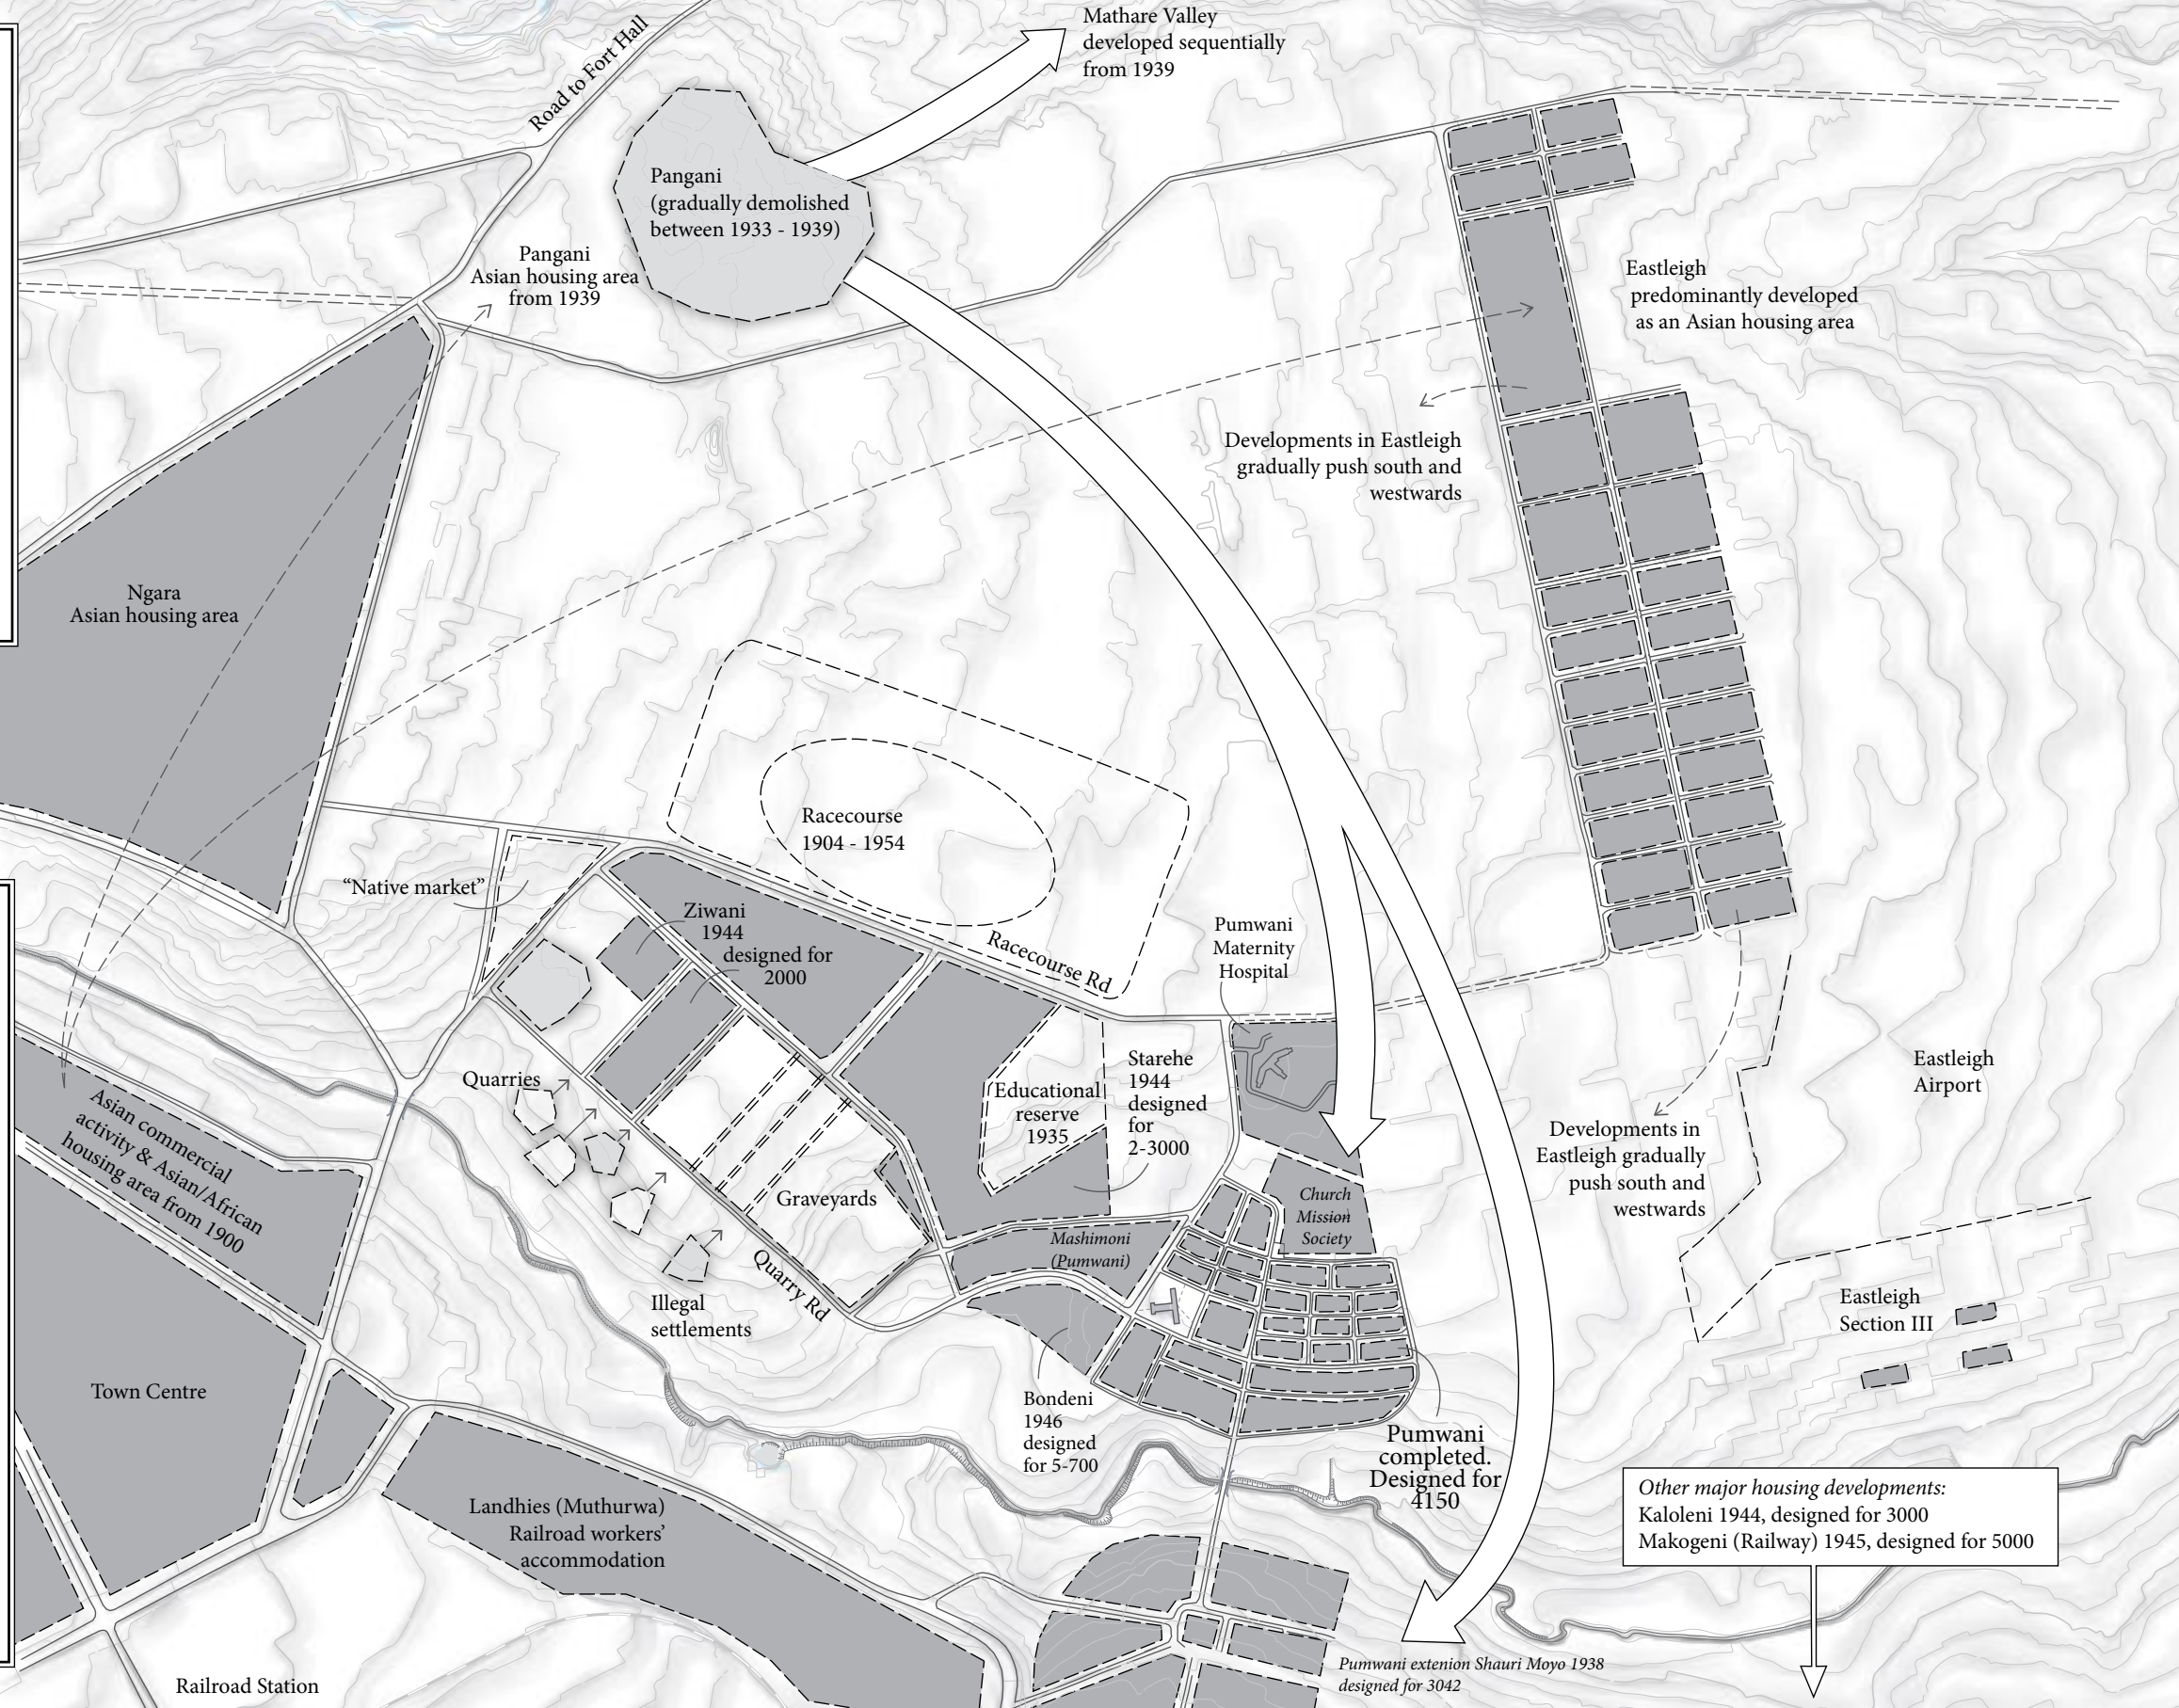 Mathare Valley
developed sequentially
from 1939
Road to Fort Hall
Pangani
(gradually demolished
between 1933 - 1939)
Pangani
Asian housing area
from 1939
Eastleigh
predominantly developed
as an Asian housing area
Developments in Eastleigh
gradually push south and
westwards
Ngara
Asian housing area
Racecourse
1904 - 1954
“Native market”
Ziwani
1944
designed for
2000
Racecourse Rd
Pumwani
Maternity
Hospital
Quarries
Educational
reserve
1935
Starehe
1944
designed
for
2-3000
Eastleigh
Airport
Asian commercial
activity & Asian/African
housing area from 1900
Developments in
Eastleigh gradually
push south and
westwards
Graveyards
Church
Mission
Society
Mashimoni
(Pumwani)
Quarry Rd
Illegal
settlements
Eastleigh
Section III
Town Centre
Bondeni
1946
designed
for 5-700
Pumwani
completed.
Designed for
4150
Landhies (Muthurwa)
Railroad workers’
accommodation
Other major housing developments:
Kaloleni 1944, designed for 3000
Makogeni (Railway) 1945, designed for 5000
Pumwani extenion Shauri Moyo 1938
designed for 3042
Railroad Station